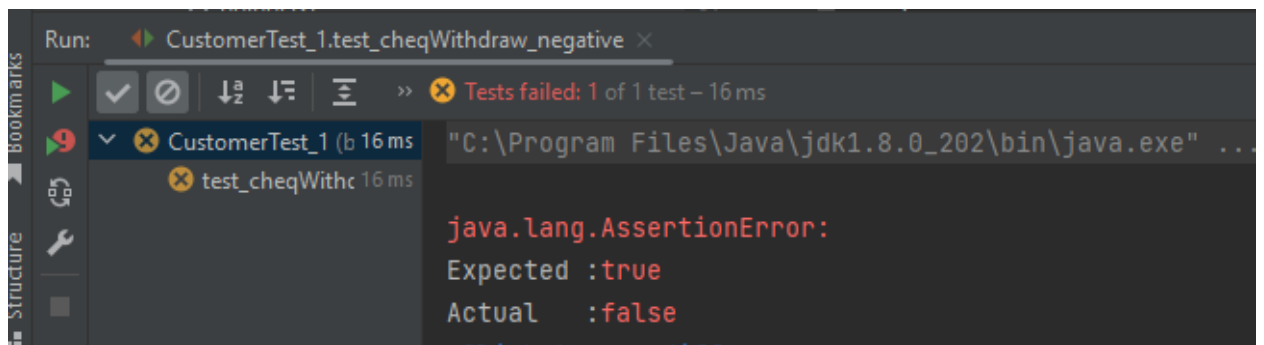 Run: CustomerTest_1.test_cheqWithdraw_negative
Bookmarks
Tests failed: 1 of 1 test – 16 ms
CustomerTest_1 (b 16 ms
test_cheqWithc 16 ms
"C:\Program Files\Java\jdk1.8.0_202\bin\java.exe" ...
java.lang.AssertionError:
Expected :true
Actual :false
Structure